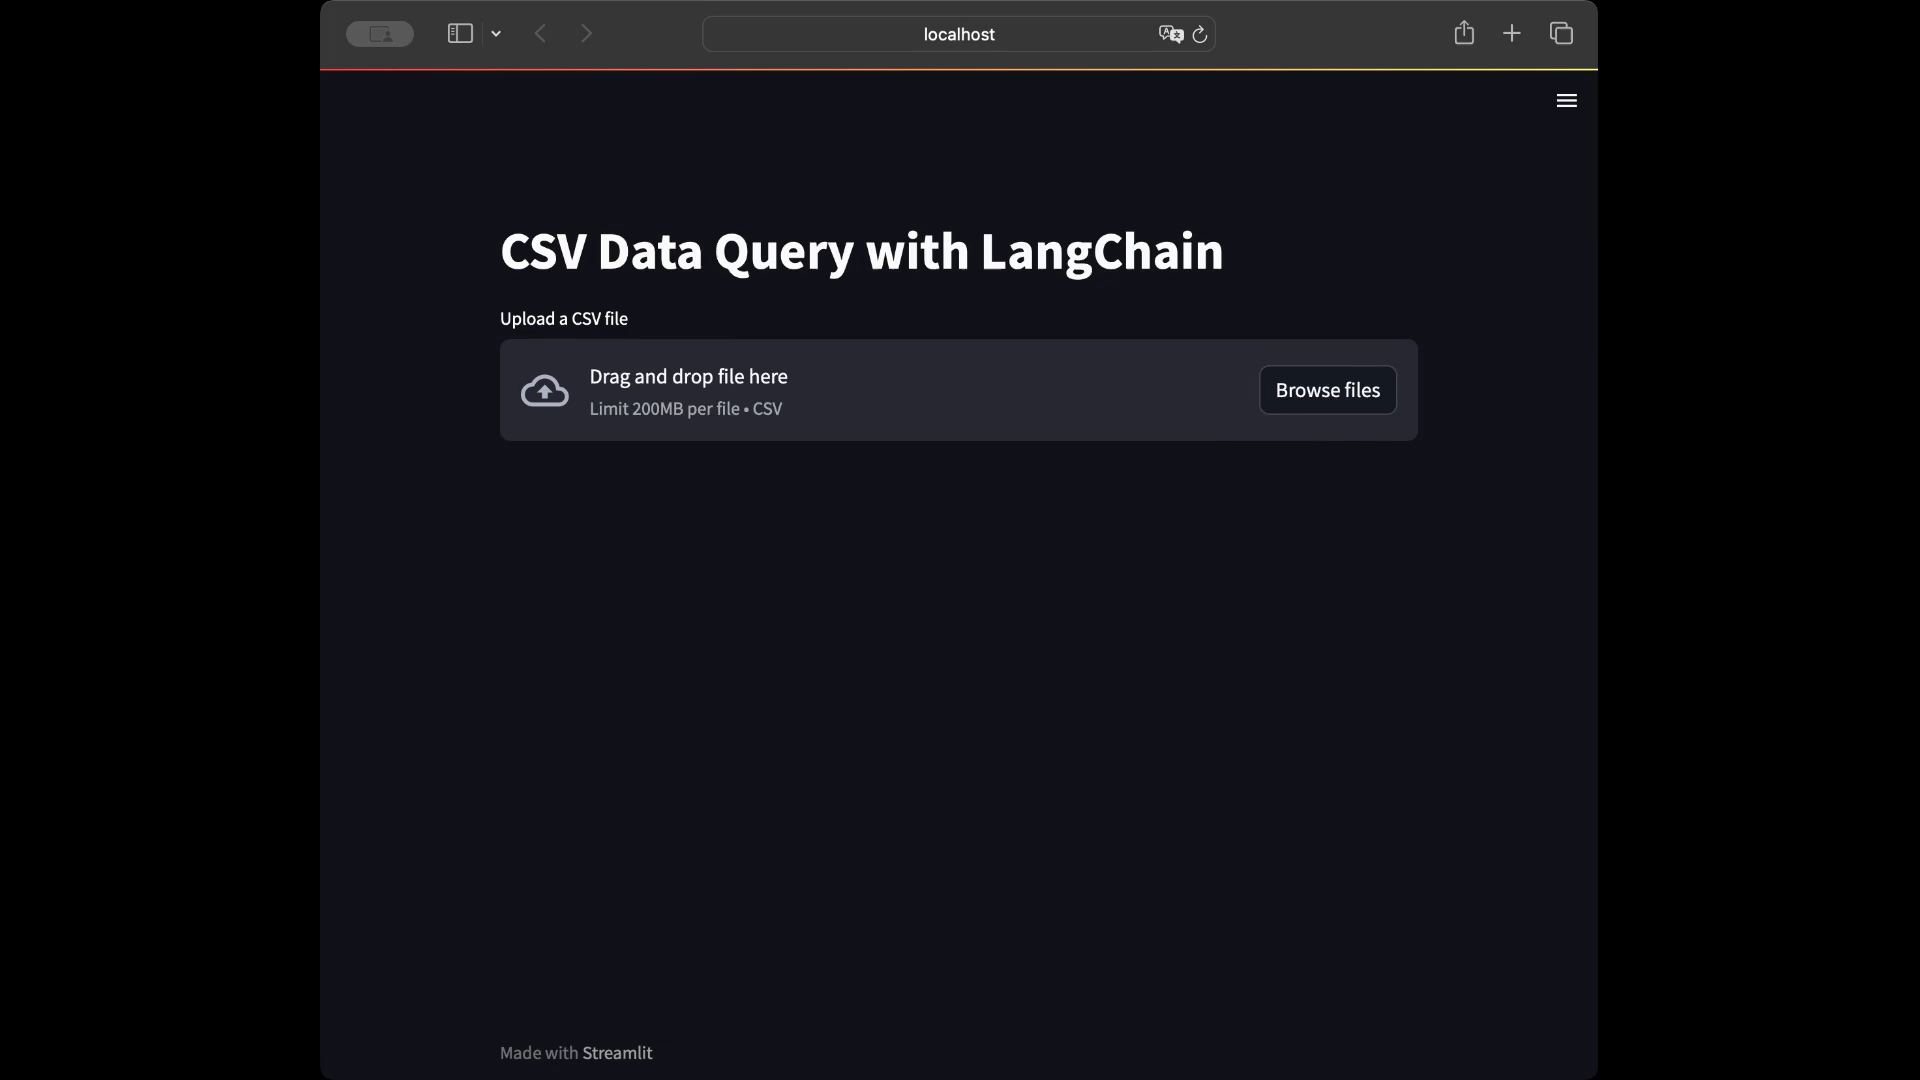 localhost
CSV Data Query with LangChain
Upload a CSV file
Drag and drop file here
Limit 200MB per file • CSV
Browse files
Made with Streamlit